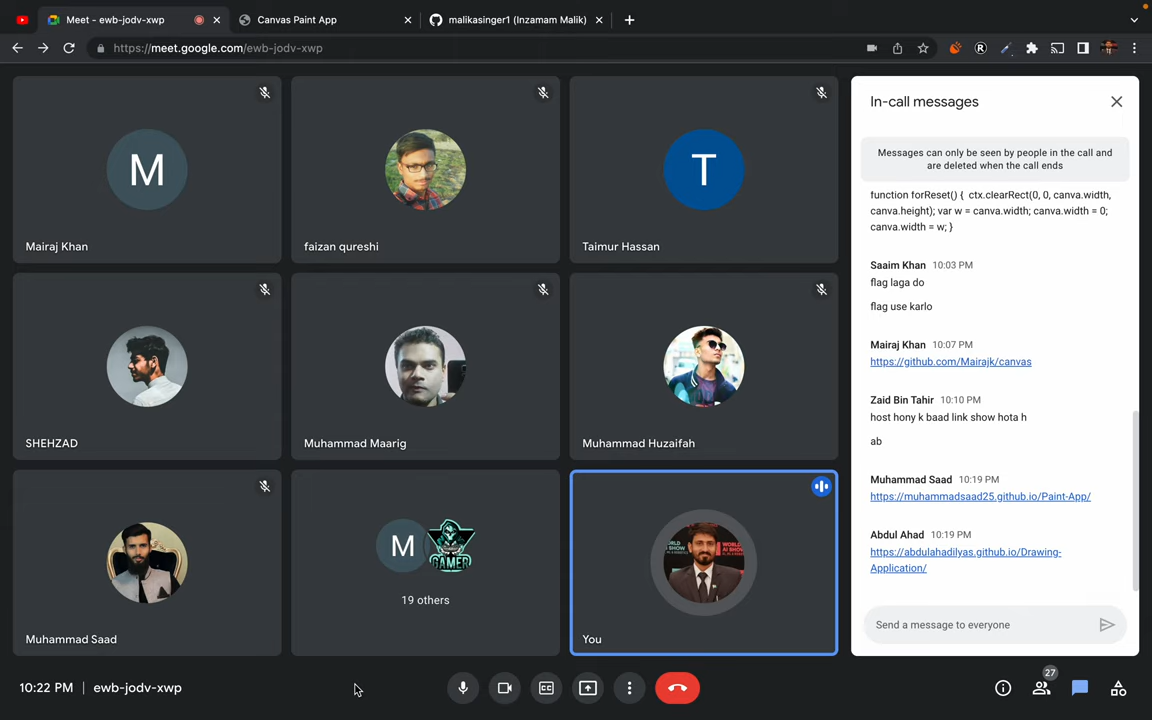 Meet - ewb-jodv-xwp
Canvas Paint App
malikasinger1 (Inzamam Malik)
https://meet.google.com/ewb-jodv-xwp
M
Mairaj Khan
faizan qureshi
T
Taimur Hassan
SHEHZAD
Muhammad Maarig
Muhammad Huzaifah
Muhammad Saad
M
GAMER
19 others
You
In-call messages
Messages can only be seen by people in the call and
are deleted when the call ends
function forReset() { ctx.clearRect(0, 0, canva.width,
canva.height); var w = canva.width; canva.width = 0;
canva.width = w; }
Saaim Khan 10:03 PM
flag laga do
flag use karlo
Mairaj Khan 10:07 PM
https://github.com/Mairajk/canvas
Zaid Bin Tahir 10:10 PM
host hony k baad link show hota h
ab
Muhammad Saad 10:19 PM
https://muhammadsaad25.github.io/Paint-App/
Abdul Ahad 10:19 PM
https://abdulahadilyas.github.io/Drawing-
Application/
Send a message to everyone
10:22 PM | ewb-jodv-xwp
27